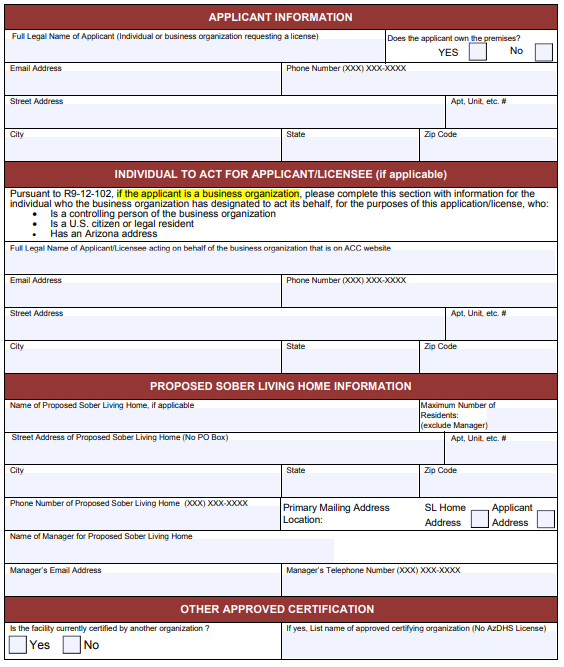 APPLICANT INFORMATION
Full Legal Name of Applicant (Individual or business organization requesting a license)
Does the applicant own the premises?
YES No
Email Address Phone Number (XXX) XXX-XXXX
Street Address Apt, Unit, etc. #
City State Zip Code
INDIVIDUAL TO ACT FOR APPLICANT/LICENSEE (if applicable)
Pursuant to R9-12-102, if the applicant is a business organization, please complete this section with information for the
individual who the business organization has designated to act its behalf, for the purposes of this application/license, who:
• Is a controlling person of the business organization
• Is a U.S. citizen or legal resident
• Has an Arizona address
Full Legal Name of Applicant/Licensee acting on behalf of the business organization that is on ACC website
Email Address Phone Number (XXX) XXX-XXXX
Street Address Apt, Unit, etc. #
City State Zip Code
PROPOSED SOBER LIVING HOME INFORMATION
Name of Proposed Sober Living Home, if applicable
Maximum Number of
Residents:
(exclude Manager)
Street Address of Proposed Sober Living Home (No PO Box) Apt, Unit, etc. #
City State Zip Code
Phone Number of Proposed Sober Living Home (XXX) XXX-XXXX
Primary Mailing Address
Location:
SL Home
Address
Applicant
Address
Name of Manager for Proposed Sober Living Home
Manager's Email Address Manager's Telephone Number (XXX) XXX-XXXX
OTHER APPROVED CERTIFICATION
Is the facility currently certified by another organization ? If yes, List name of approved certifying organization (No AzDHS License)
Yes No